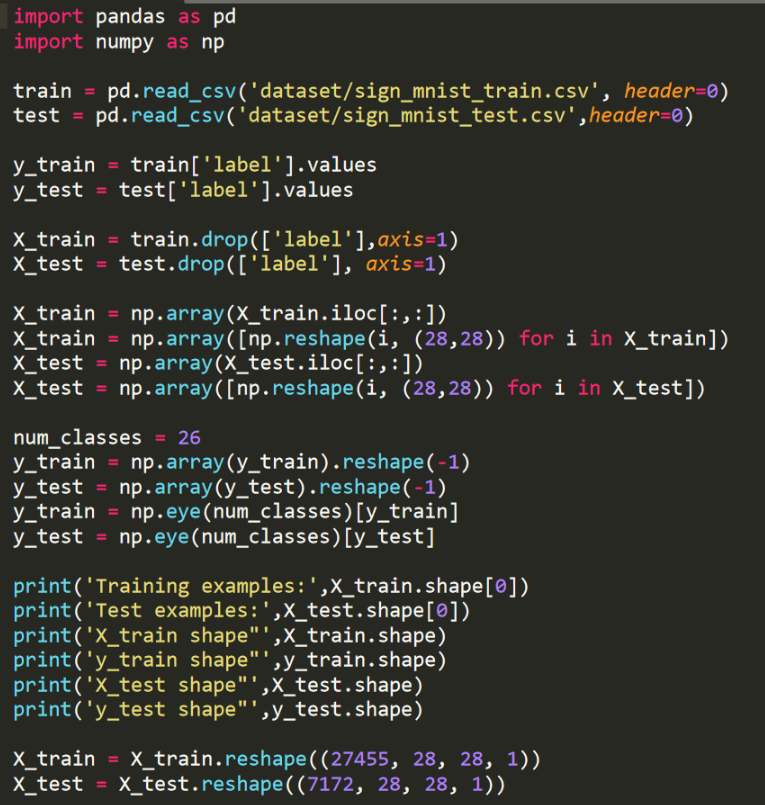 import pandas as pd
import numpy as np
train = pd.read_csv('dataset/sign_mnist_train.csv', header=0)
test = pd.read_csv('dataset/sign_mnist_test.csv',header=0)
y_train = train['label'].values
y_test = test['label'].values
X_train = train.drop(['label'],axis=1)
X_test = test.drop(['label'], axis=1)
X_train = np.array(X_train.iloc[:,:])
X_train = np.array([np.reshape(i, (28,28)) for i in X_train])
X_test = np.array(X_test.iloc[:,:])
X_test = np.array([np.reshape(i, (28,28)) for i in X_test])
num_classes = 26
y_train = np.array(y_train).reshape(-1)
y_test = np.array(y_test).reshape(-1)
y_train = np.eye(num_classes)[y_train]
y_test = np.eye(num_classes)[y_test]
print('Training examples:',X_train.shape[0])
print('Test examples:',X_test.shape[0])
print('X_train shape"',X_train.shape)
print('y_train shape"',y_train.shape)
print('X_test shape"',X_test.shape)
print('y_test shape"',y_test.shape)
X_train = X_train.reshape((27455, 28, 28, 1))
X_test = X_test.reshape((7172, 28, 28, 1))